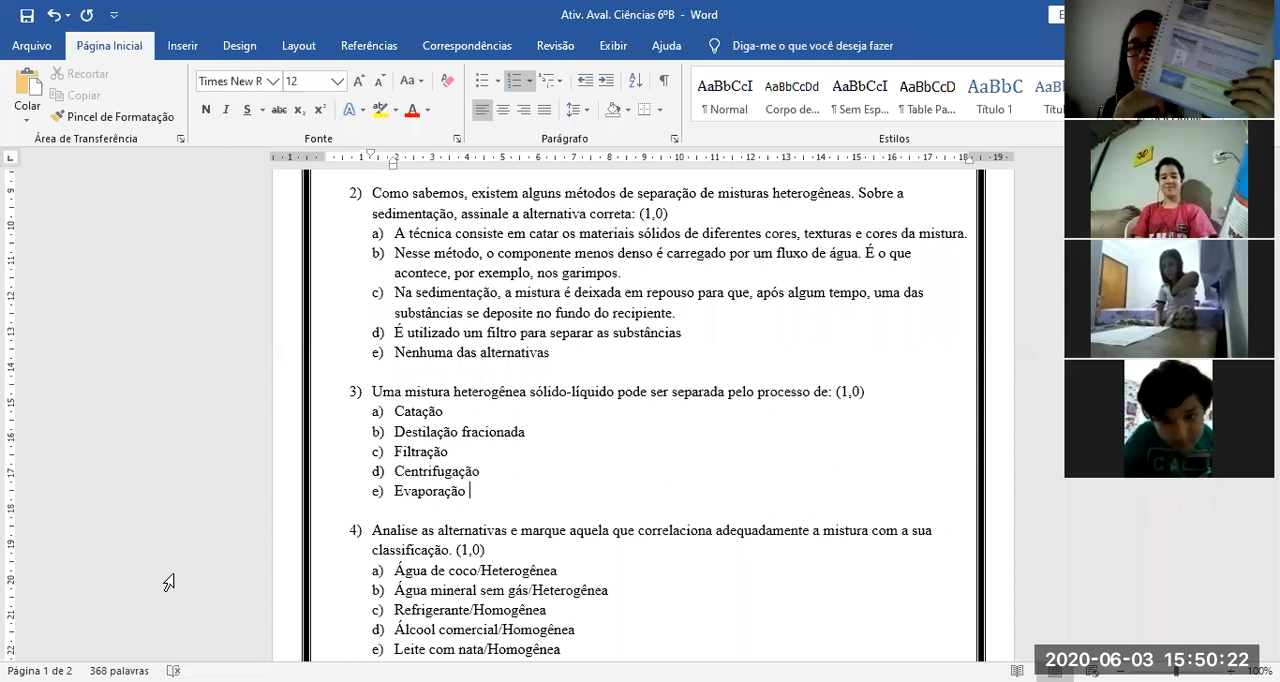 Ativ. Aval. Ciências 6ºB - Word
Arquivo Página Inicial Inserir Design Layout Referências Correspondências Revisão Exibir Ajuda Diga-me o que você deseja fazer
Colar
Recortar
Copiar
Pincel de Formatação
Área de Transferência
Times New R 12
Fonte
Parágrafo
AaBbCcI AaBbCcDc AaBbCcI AaBbCcD AaBbC AaBb
¶ Normal Corpo de... ¶ Sem Esp... ¶ Table Pa... Título 1 Títu
Estilos
2) Como sabemos, existem alguns métodos de separação de misturas heterogêneas. Sobre a
sedimentação, assinale a alternativa correta: (1,0)
a) A técnica consiste em catar os materiais sólidos de diferentes cores, texturas e cores da mistura.
b) Nesse método, o componente menos denso é carregado por um fluxo de água. É o que
acontece, por exemplo, nos garimpos.
c) Na sedimentação, a mistura é deixada em repouso para que, após algum tempo, uma das
substâncias se deposite no fundo do recipiente.
d) É utilizado um filtro para separar as substâncias
e) Nenhuma das alternativas
3) Uma mistura heterogênea sólido-líquido pode ser separada pelo processo de: (1,0)
a) Catação
b) Destilação fracionada
c) Filtração
d) Centrifugação
e) Evaporação
4) Analise as alternativas e marque aquela que correlaciona adequadamente a mistura com a sua
classificação. (1,0)
a) Água de coco/Heterogênea
b) Água mineral sem gás/Heterogênea
c) Refrigerante/Homogênea
d) Álcool comercial/Homogênea
e) Leite com nata/Homogênea
Página 1 de 2 368 palavras
2020-06-03 15:50:22
100%